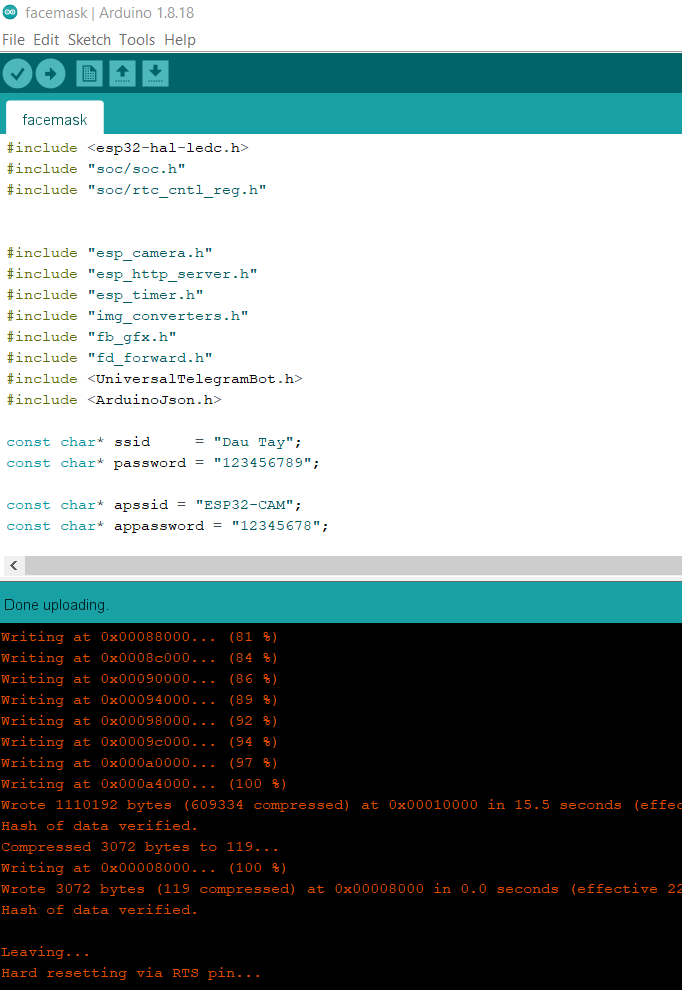 facemask | Arduino 1.8.18
File Edit Sketch Tools Help
facemask
#include <esp32-hal-ledc.h>
#include "soc/soc.h"
#include "soc/rtc_cntl_reg.h"
#include "esp_camera.h"
#include "esp_http_server.h"
#include "esp_timer.h"
#include "img_converters.h"
#include "fb_gfx.h"
#include "fd_forward.h"
#include <UniversalTelegramBot.h>
#include <ArduinoJson.h>
const char* ssid     = "Dau Tay";
const char* password = "123456789";
const char* apssid = "ESP32-CAM";
const char* appassword = "12345678";
Done uploading.
Writing at 0x00088000... (81 %)
Writing at 0x0008c000... (84 %)
Writing at 0x00090000... (86 %)
Writing at 0x00094000... (89 %)
Writing at 0x00098000... (92 %)
Writing at 0x0009c000... (94 %)
Writing at 0x000a0000... (97 %)
Writing at 0x000a4000... (100 %)
Wrote 1110192 bytes (609334 compressed) at 0x00010000 in 15.5 seconds (effec
Hash of data verified.
Compressed 3072 bytes to 119...
Writing at 0x00008000... (100 %)
Wrote 3072 bytes (119 compressed) at 0x00008000 in 0.0 seconds (effective 22
Hash of data verified.
Leaving...
Hard resetting via RTS pin...